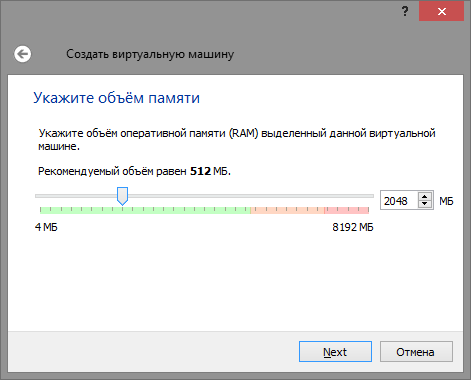 ?
Создать виртуальную машину
Укажите объём памяти
Укажите объём оперативной памяти (RAM) выделенный данной виртуальной
машине.
Рекомендуемый объём равен 512 МБ.
2048 МБ
4 МБ 8192 МБ
Next Отмена